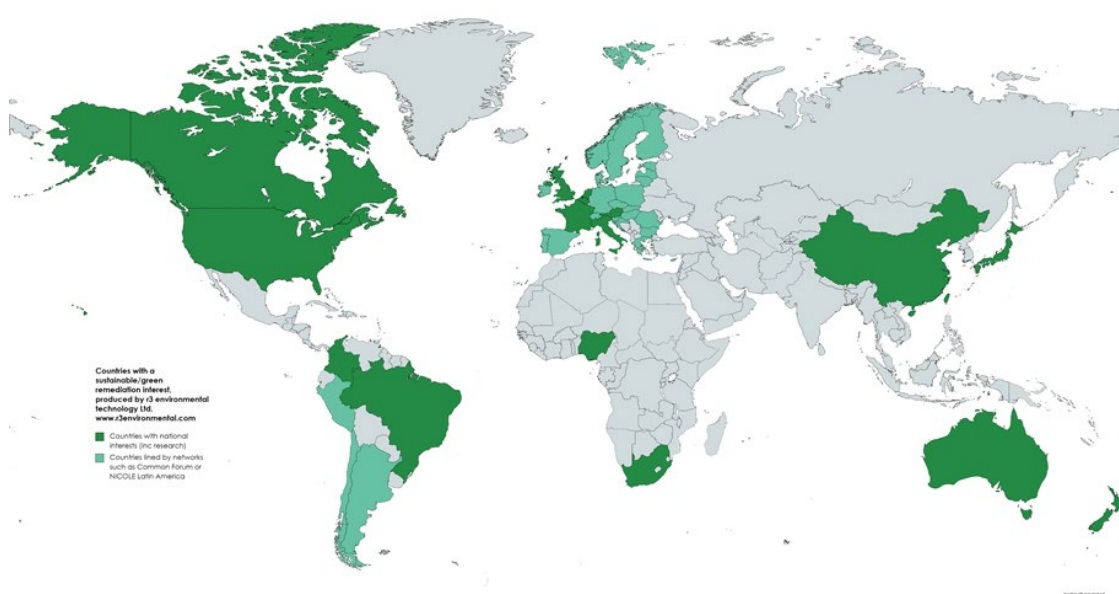 Countries with a
sustainable/green
remediation interest,
produced by r3 environmental
technology Ltd.
www.r3environmental.com
Countries with national
interests (inc research)
Countries lined by networks
such as Common Forum or
NICOLE Latin America